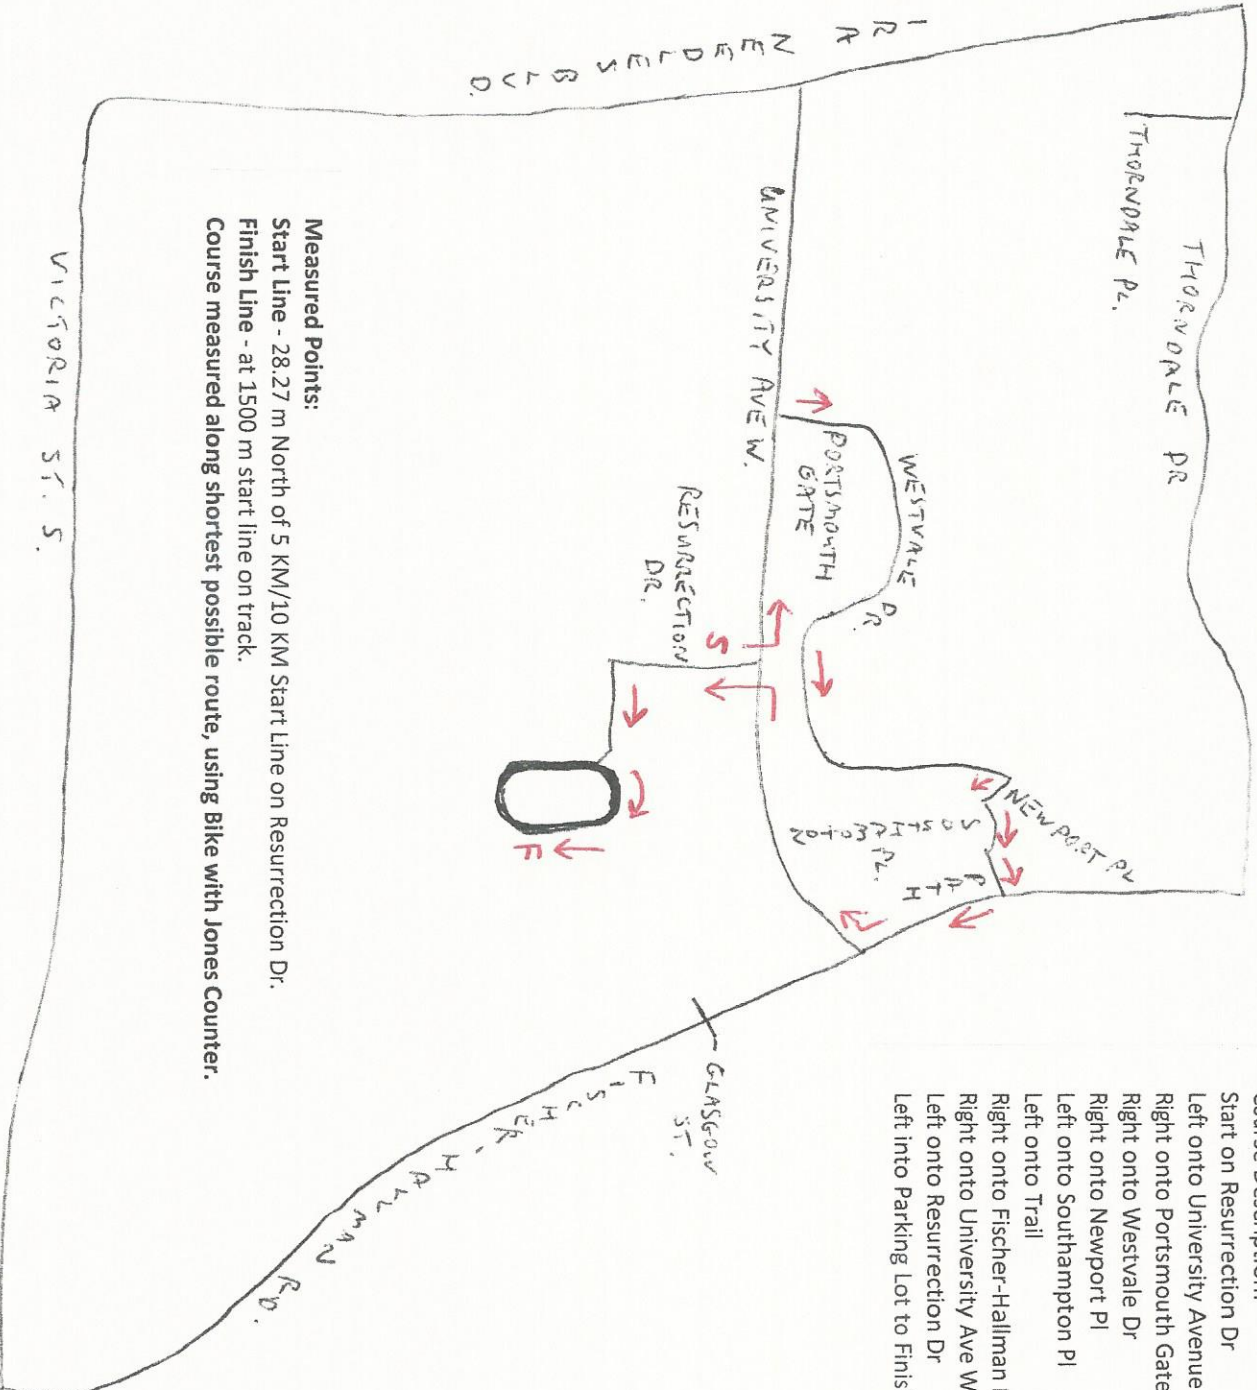 Course Description:
Start on Resurrection Dr
Left onto University Avenue
Right onto Portsmouth Gate
Right onto Westvale Dr
Right onto Newport Pl
Left onto Southampton Pl
Left onto Trail
Right onto Fischer-Hallman
Right onto University Ave W
Left onto Resurrection Dr
Left into Parking Lot to Finis
THORNDALE DR
THORNDALE PL.
IRA NEEDLES BLVD.
WESTVALE DR.
PORTSMOUTH
GATE
NEWPORT PL
SOUTHAMPTON
PL.
PATH
UNIVERSITY AVE W.
RESURRECTION
DR.
S
F
GLASGOW
ST.
FISCHER-HALLMAN RD.
Measured Points:
Start Line - 28.27 m North of 5 KM/10 KM Start Line on Resurrection Dr.
Finish Line - at 1500 m start line on track.
Course measured along shortest possible route, using Bike with Jones Counter.
VICTORIA ST. S.